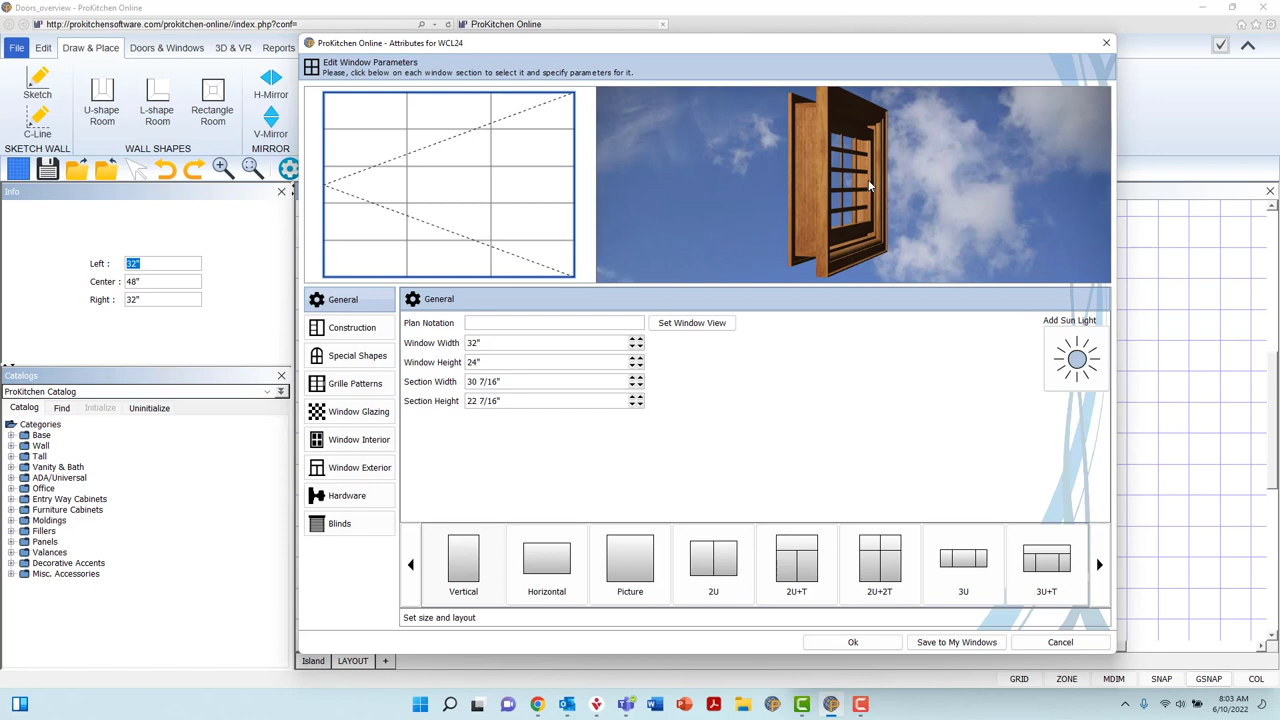 Doors_overview - ProKitchen Online
http://prokitchensoftware.com/prokitchen-online//index.php?conf=
ProKitchen Online
File Edit Draw & Place Doors & Windows 3D & VR Reports
Sketch
C-Line
SKETCH WALL
U-shape Room
L-shape Room
Rectangle Room
WALL SHAPES
H-Mirror
V-Mirror
MIRROR
Info
Left : 32"
Center : 48"
Right : 32"
Catalogs
ProKitchen Catalog
Catalog Find Initialize Uninitialize
Categories
Base
Wall
Tall
Vanity & Bath
ADA/Universal
Office
Entry Way Cabinets
Furniture Cabinets
Moldings
Fillers
Panels
Valances
Decorative Accents
Misc. Accessories
ProKitchen Online - Attributes for WCL24
Edit Window Parameters
Please, click below on each window section to select it and specify parameters for it.
General
Construction
Special Shapes
Grille Patterns
Window Glazing
Window Interior
Window Exterior
Hardware
Blinds
General
Plan Notation Set Window View
Window Width 32"
Window Height 24"
Section Width 30 7/16"
Section Height 22 7/16"
Add Sun Light
Vertical Horizontal Picture 2U 2U+T 2U+2T 3U 3U+T
Set size and layout
Ok Save to My Windows Cancel
Island LAYOUT +
GRID ZONE MDIM SNAP GSNAP COL
8:03 AM
6/10/2022